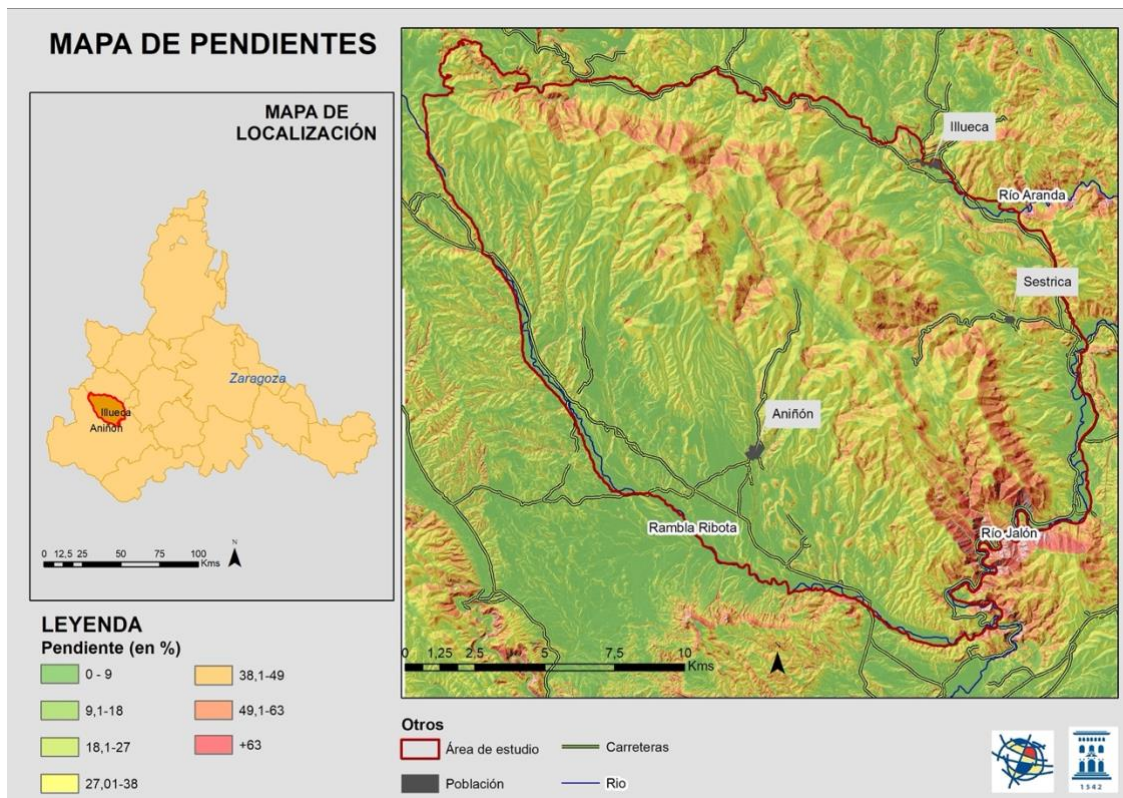 MAPA DE PENDIENTES
MAPA DE
LOCALIZACIÓN
Zaragoza
Illueca
Aniñón
0 12,5 25 50 75 100
Kms
N
LEYENDA
Pendiente (en %)
0 - 9
9,1-18
18,1-27
27,01-38
38,1-49
49,1-63
+63
Illueca
Río Aranda
Sestrica
Aniñón
Rambla Ribota
Río Jalón
0 1,25 2,5 5 7,5 10
Kms
Otros
Área de estudio
Carreteras
Población
Rio
1542